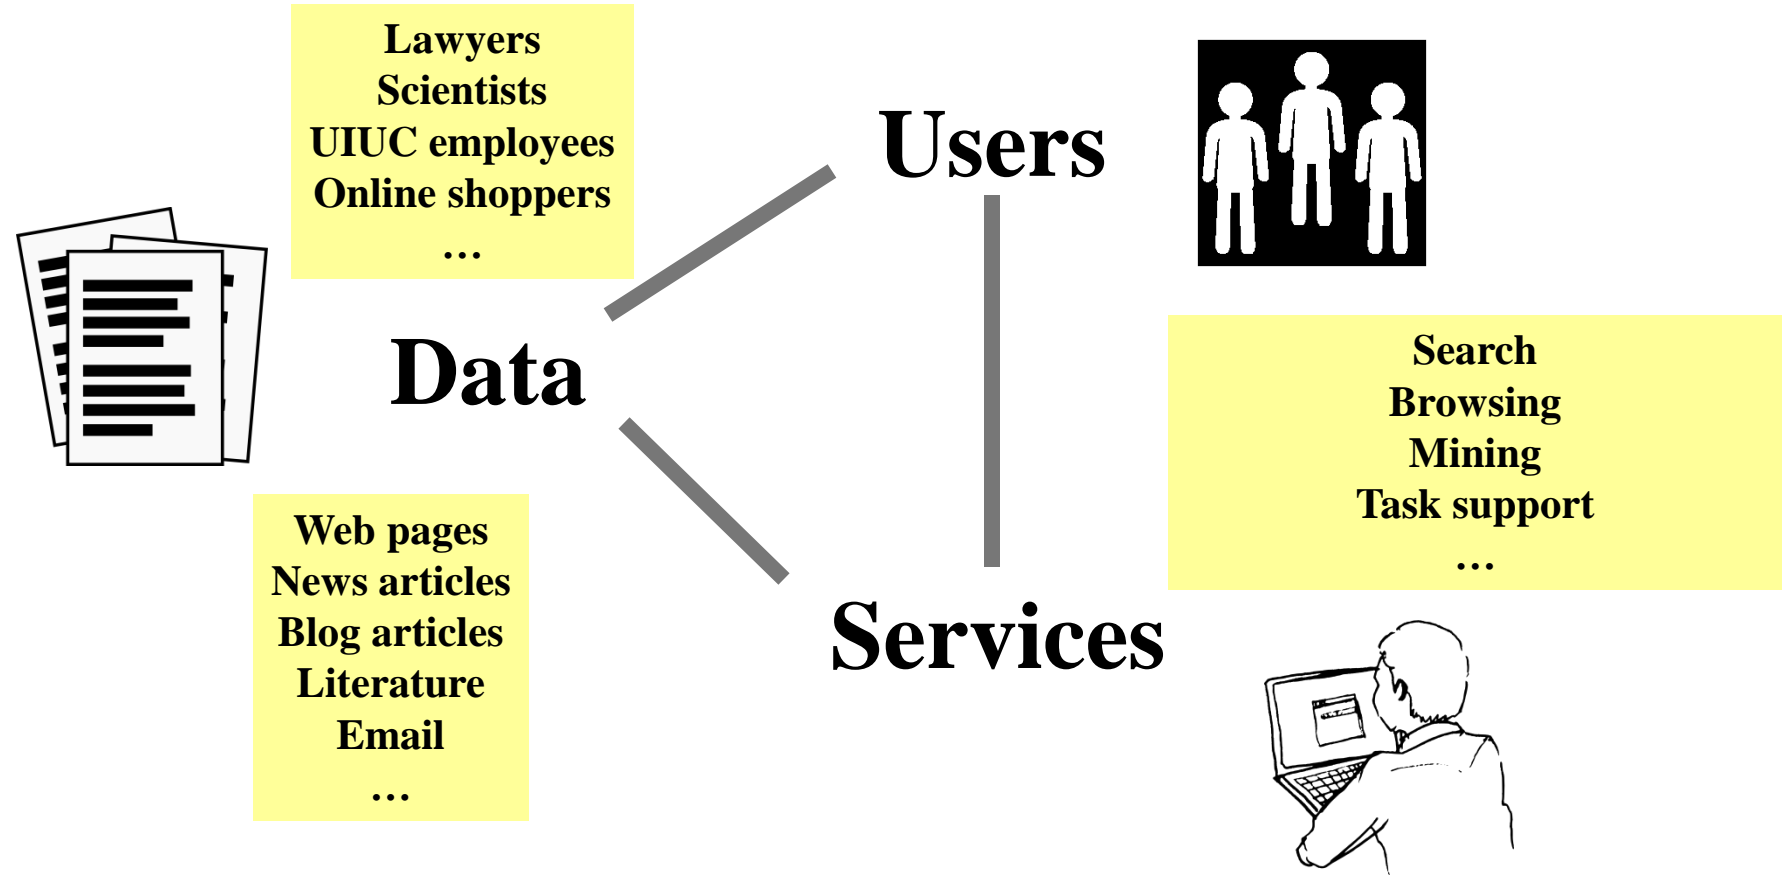 Lawyers
Scientists
UIUC employees
Online shoppers
…
Users
Data
Search
Browsing
Mining
Task support
…
Web pages
News articles
Blog articles
Literature
Email
…
Services